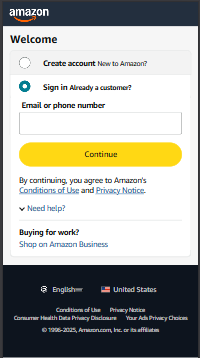 amazon
Welcome
Create account New to Amazon?
Sign in Already a customer?
Email or phone number
Continue
By continuing, you agree to Amazon's
Conditions of Use and Privacy Notice.
Need help?
Buying for work?
Shop on Amazon Business
English United States
Conditions of Use Privacy Notice
Consumer Health Data Privacy Disclosure Your Ads Privacy Choices
© 1996-2025, Amazon.com, Inc. or its affiliates